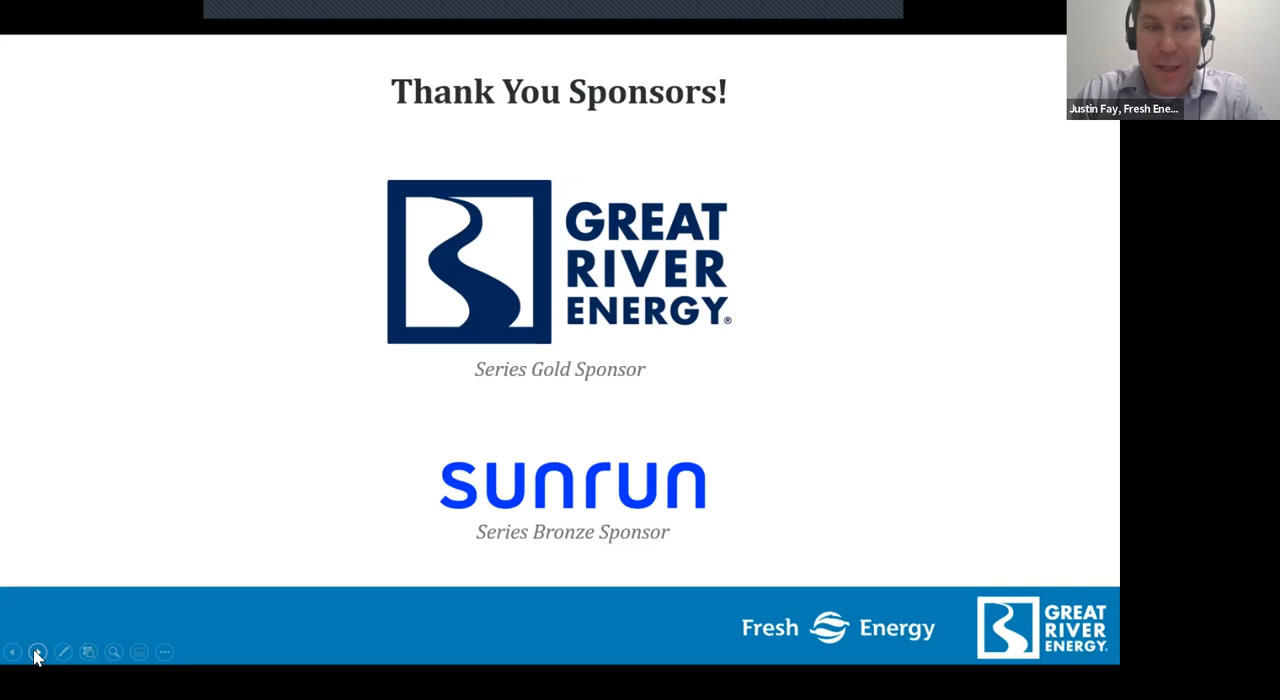 Thank You Sponsors!
Justin Fay, Fresh Ene...
GREAT
RIVER
ENERGY®
Series Gold Sponsor
sunrun
Series Bronze Sponsor
Fresh Energy
GREAT
RIVER
ENERGY®